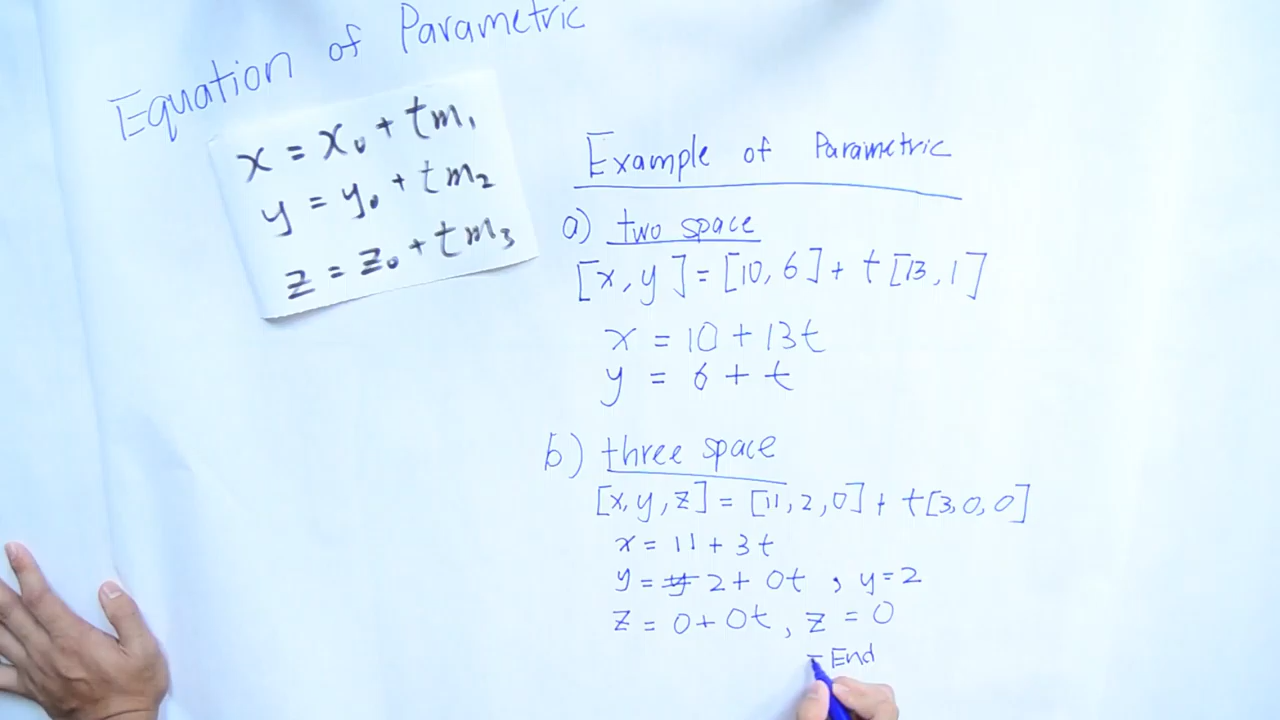 Equation of Parametric
x = x₀ + tm₁
y = y₀ + tm₂
z = z₀ + tm₃
Example of Parametric
a) two space
[x, y] = [10, 6] + t[13, 1]
x = 10 + 13t
y = 6 + t
b) three space
[x, y, z] = [11, 2, 0] + t[3, 0, 0]
x = 11 + 3t
y = 2 + 0t , y = 2
z = 0 + 0t , z = 0
- End